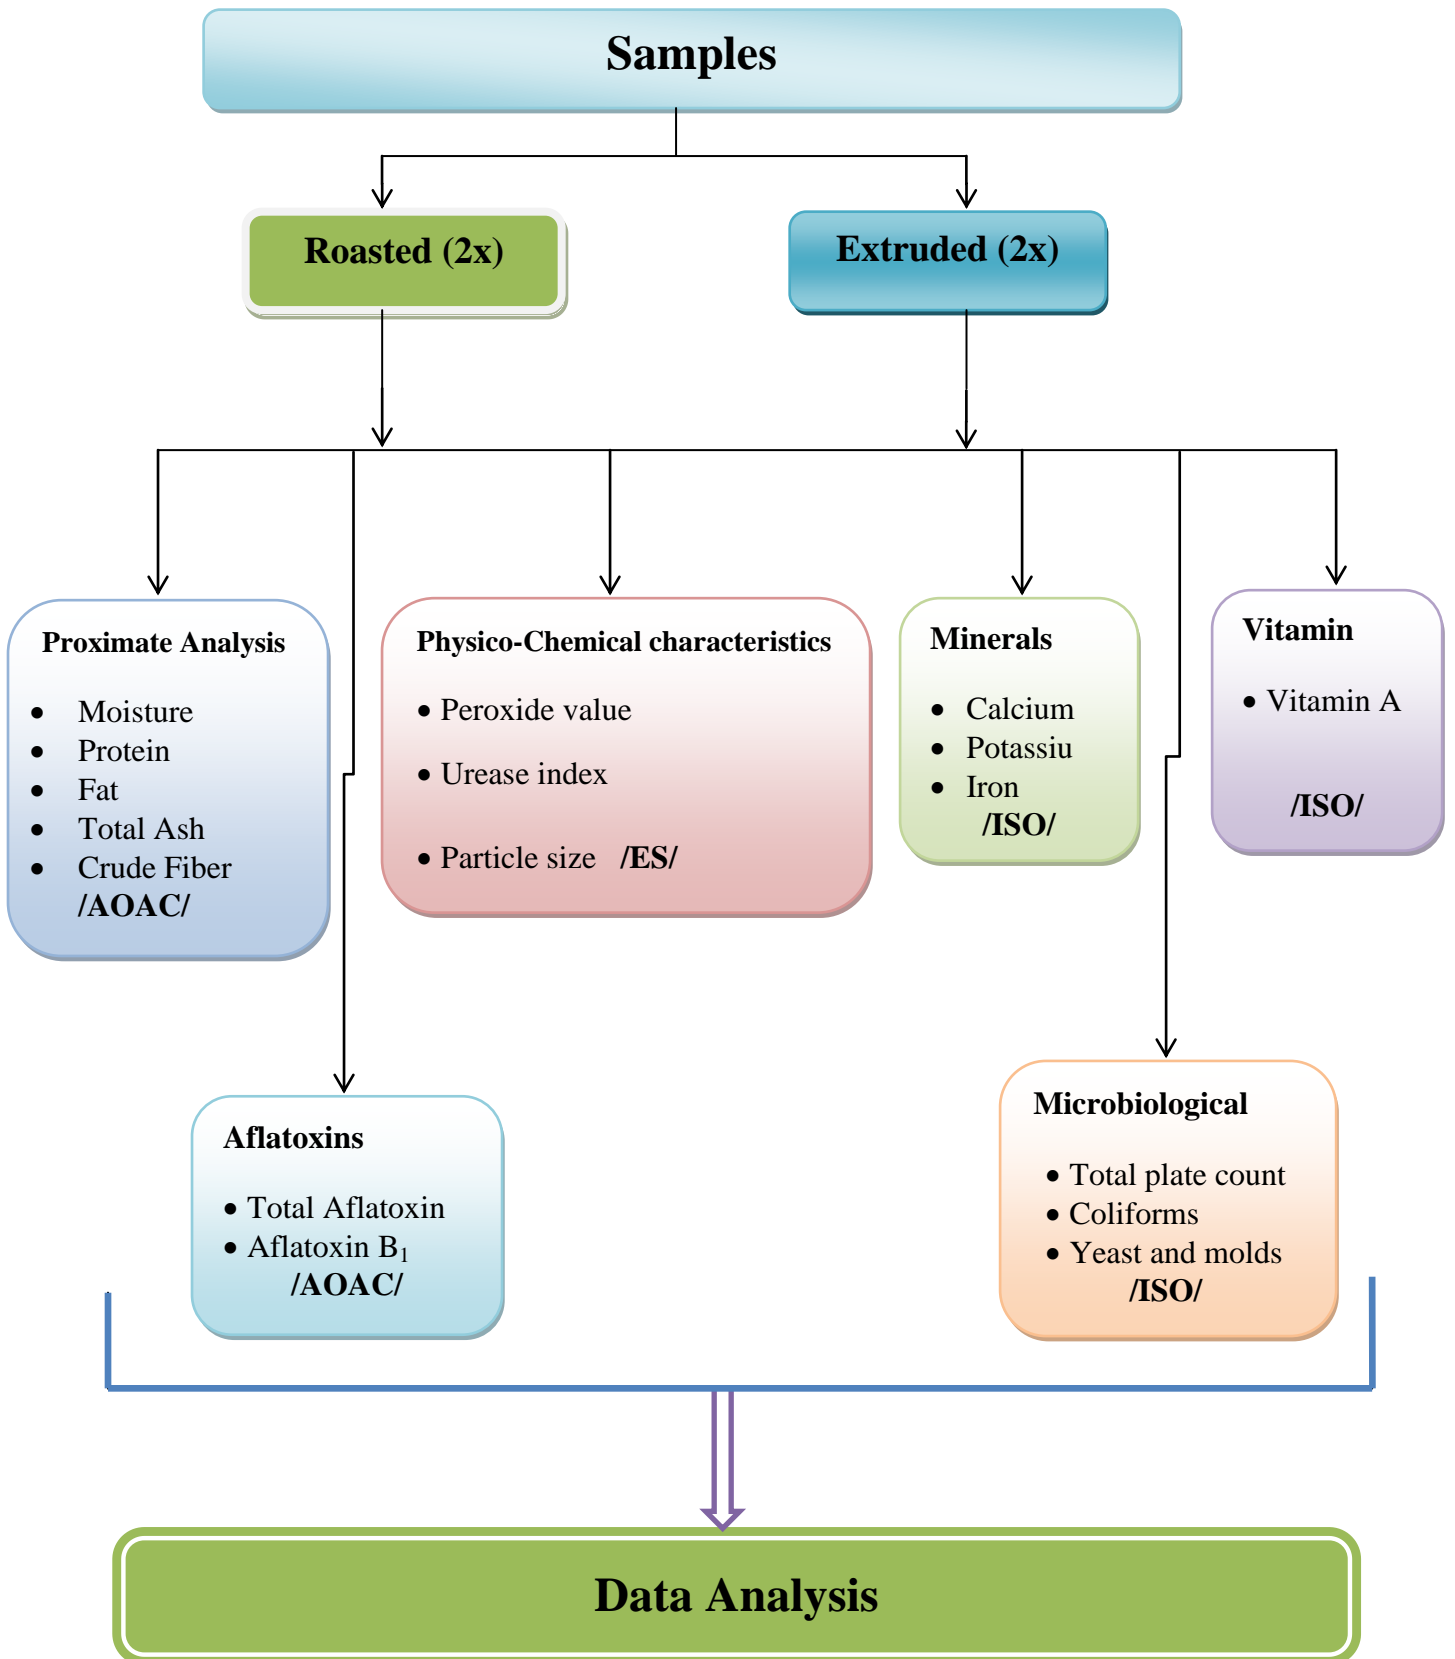 Samples
Roasted (2x)
Extruded (2x)
Proximate Analysis
• Moisture
• Protein
• Fat
• Total Ash
• Crude Fiber
/AOAC/
Physico-Chemical characteristics
• Peroxide value
• Urease index
• Particle size /ES/
Minerals
• Calcium
• Potassiu
• Iron
/ISO/
Vitamin
• Vitamin A
/ISO/
Aflatoxins
• Total Aflatoxin
• Aflatoxin B₁
/AOAC/
Microbiological
• Total plate count
• Coliforms
• Yeast and molds
/ISO/
Data Analysis